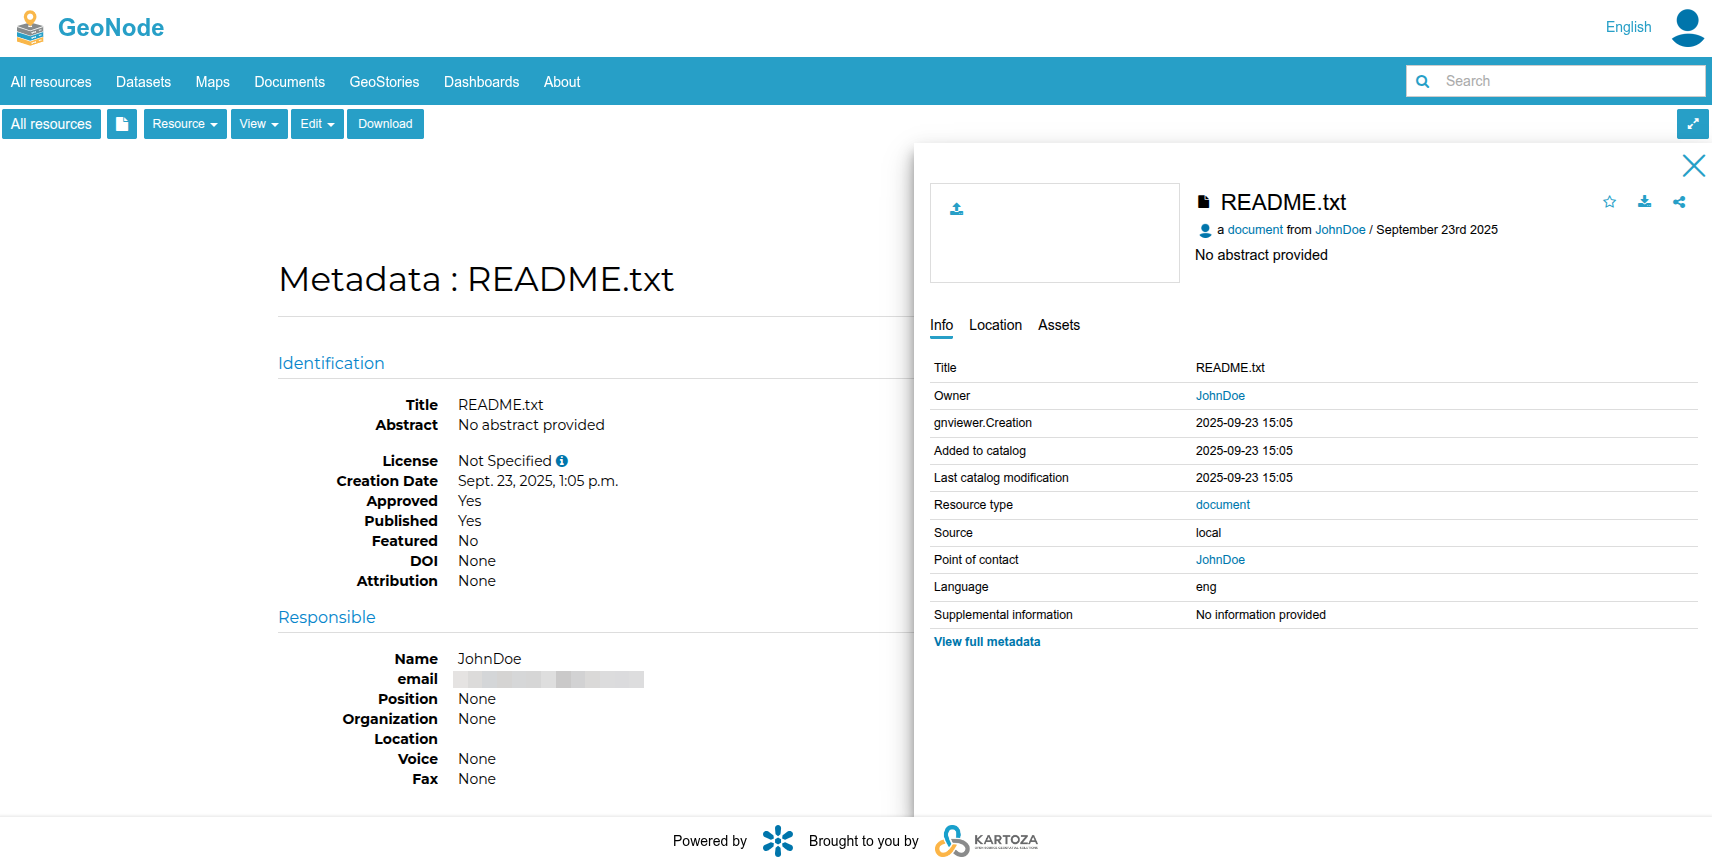 GeoNode
English
All resources Datasets Maps Documents GeoStories Dashboards About Search
All resources Resource View Edit Download
Metadata : README.txt
Identification
Title README.txt
Abstract No abstract provided
License Not Specified
Creation Date Sept. 23, 2025, 1:05 p.m.
Approved Yes
Published Yes
Featured No
DOI None
Attribution None
Responsible
Name JohnDoe
email
Position None
Organization None
Location
Voice None
Fax None
README.txt
a document from JohnDoe / September 23rd 2025
No abstract provided
Info Location Assets
Title README.txt
Owner JohnDoe
gnviewer.Creation 2025-09-23 15:05
Added to catalog 2025-09-23 15:05
Last catalog modification 2025-09-23 15:05
Resource type document
Source local
Point of contact JohnDoe
Language eng
Supplemental information No information provided
View full metadata
Powered by Brought to you by KARTOZA